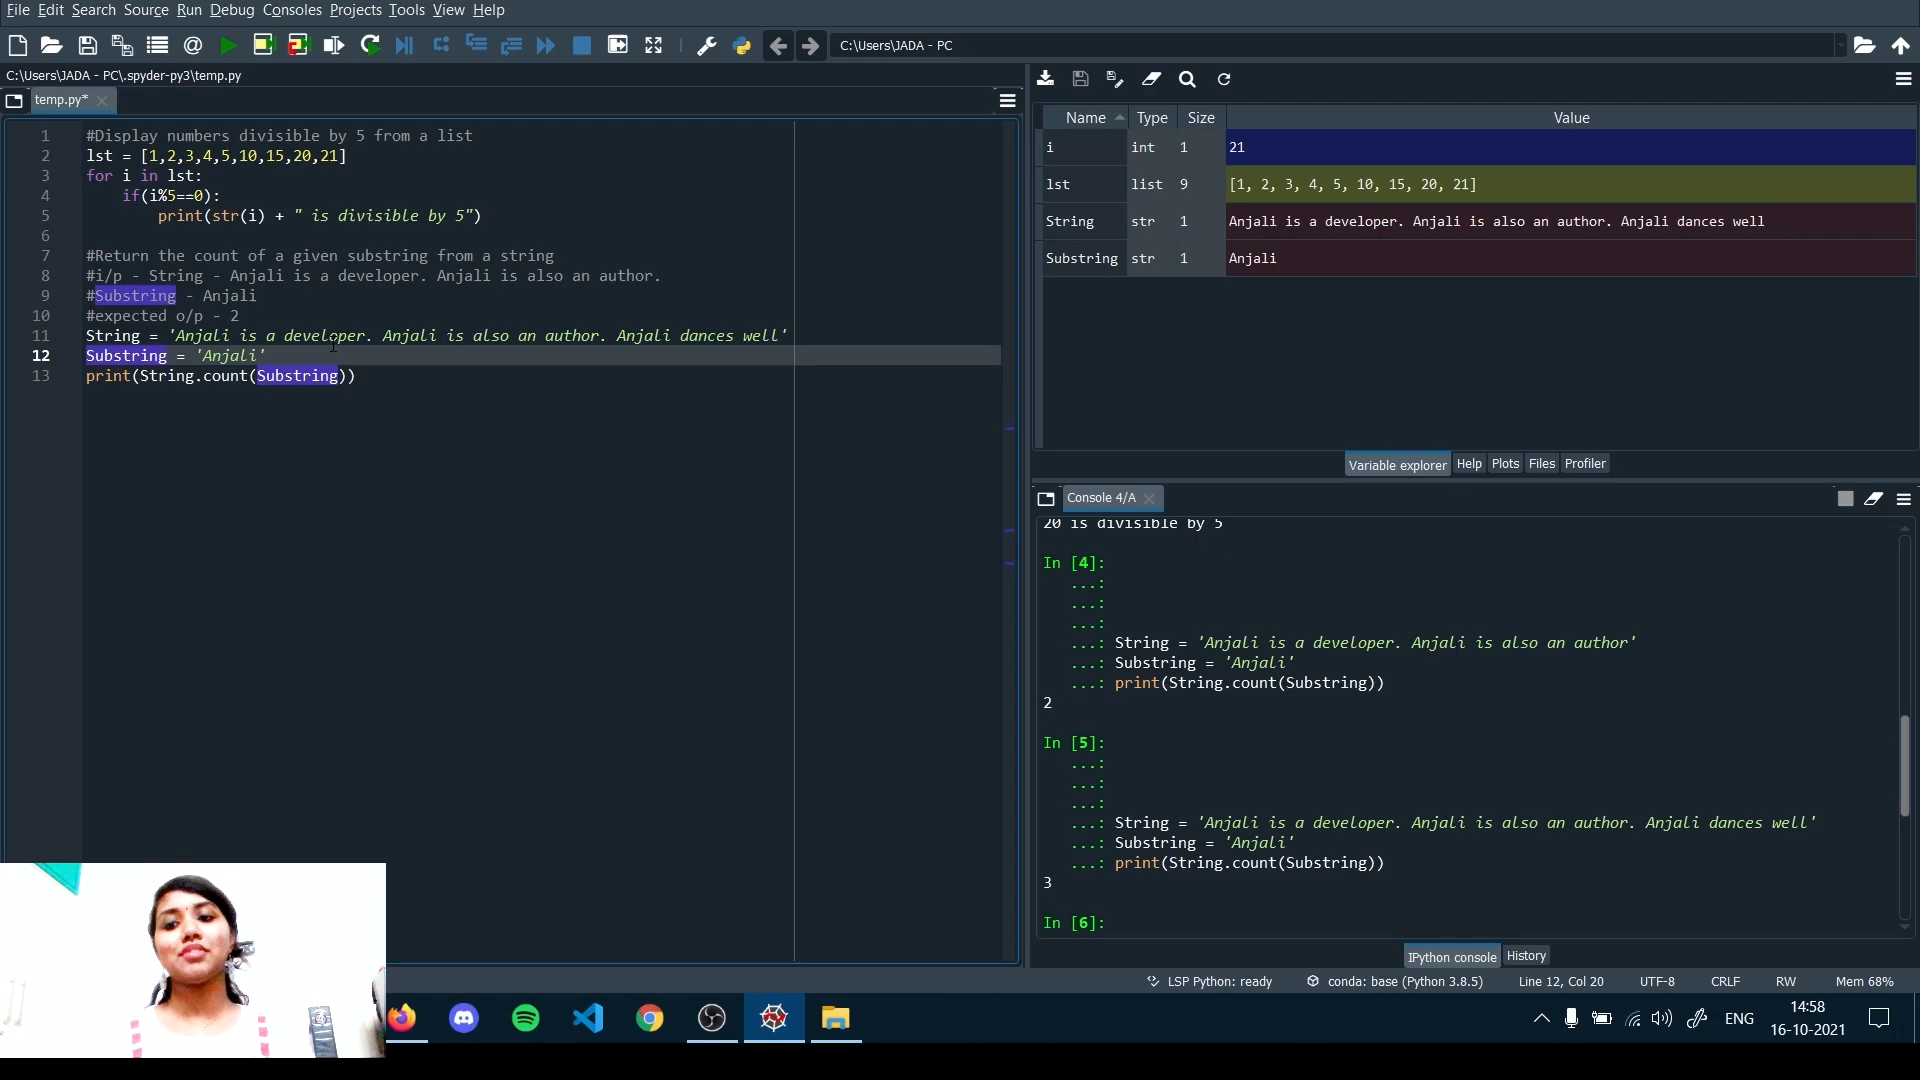 File Edit Search Source Run Debug Consoles Projects Tools View Help
C:\Users\JADA - PC
C:\Users\JADA - PC\.spyder-py3\temp.py
temp.py*
1 #Display numbers divisible by 5 from a list
2 lst = [1,2,3,4,5,10,15,20,21]
3 for i in lst:
4 if(i%5==0):
5 print(str(i) + " is divisible by 5")
6
7 #Return the count of a given substring from a string
8 #i/p - String - Anjali is a developer. Anjali is also an author.
9 #Substring - Anjali
10 #expected o/p - 2
11 String = 'Anjali is a developer. Anjali is also an author. Anjali dances well'
12 Substring = 'Anjali'
13 print(String.count(Substring))
Name Type Size Value
i int 1 21
lst list 9 [1, 2, 3, 4, 5, 10, 15, 20, 21]
String str 1 Anjali is a developer. Anjali is also an author. Anjali dances well
Substring str 1 Anjali
Variable explorer Help Plots Files Profiler
Console 4/A
20 is divisible by 5
In [4]:
...:
...:
...:
...: String = 'Anjali is a developer. Anjali is also an author'
...: Substring = 'Anjali'
...: print(String.count(Substring))
2
In [5]:
...:
...:
...:
...: String = 'Anjali is a developer. Anjali is also an author. Anjali dances well'
...: Substring = 'Anjali'
...: print(String.count(Substring))
3
In [6]:
IPython console History
LSP Python: ready conda: base (Python 3.8.5) Line 12, Col 20 UTF-8 CRLF RW Mem 68%
ENG
14:58
16-10-2021